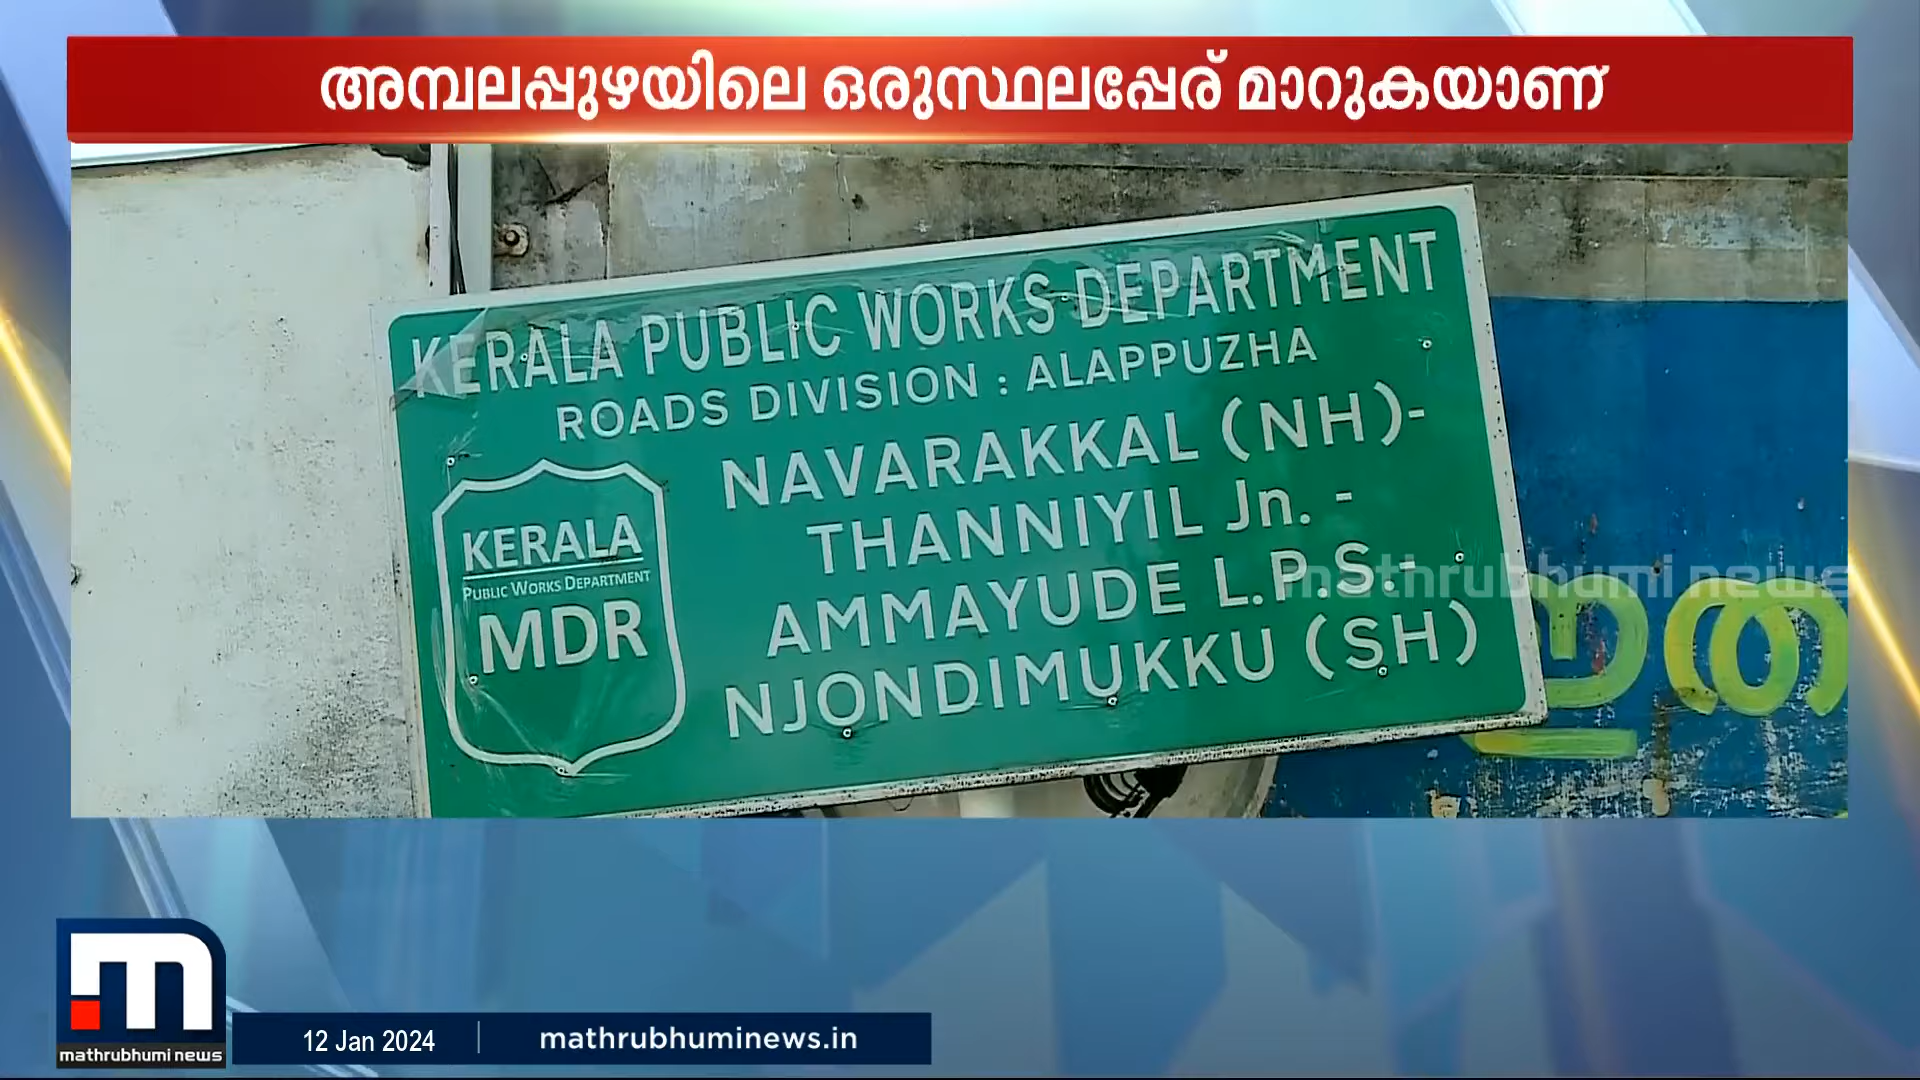 അമ്പലപ്പുഴയിലെ ഒരുസ്ഥലപ്പേര് മാറുകയാണ്
KERALA PUBLIC WORKS DEPARTMENT
ROADS DIVISION : ALAPPUZHA
NAVARAKKAL (NH)-
THANNIYIL Jn. -
AMMAYUDE L.P.S.-
NJONDIMUKKU (SH)
KERALA
PUBLIC WORKS DEPARTMENT
MDR
mathrubhumi news
ഇത
mathrubhumi news
12 Jan 2024
mathrubhuminews.in